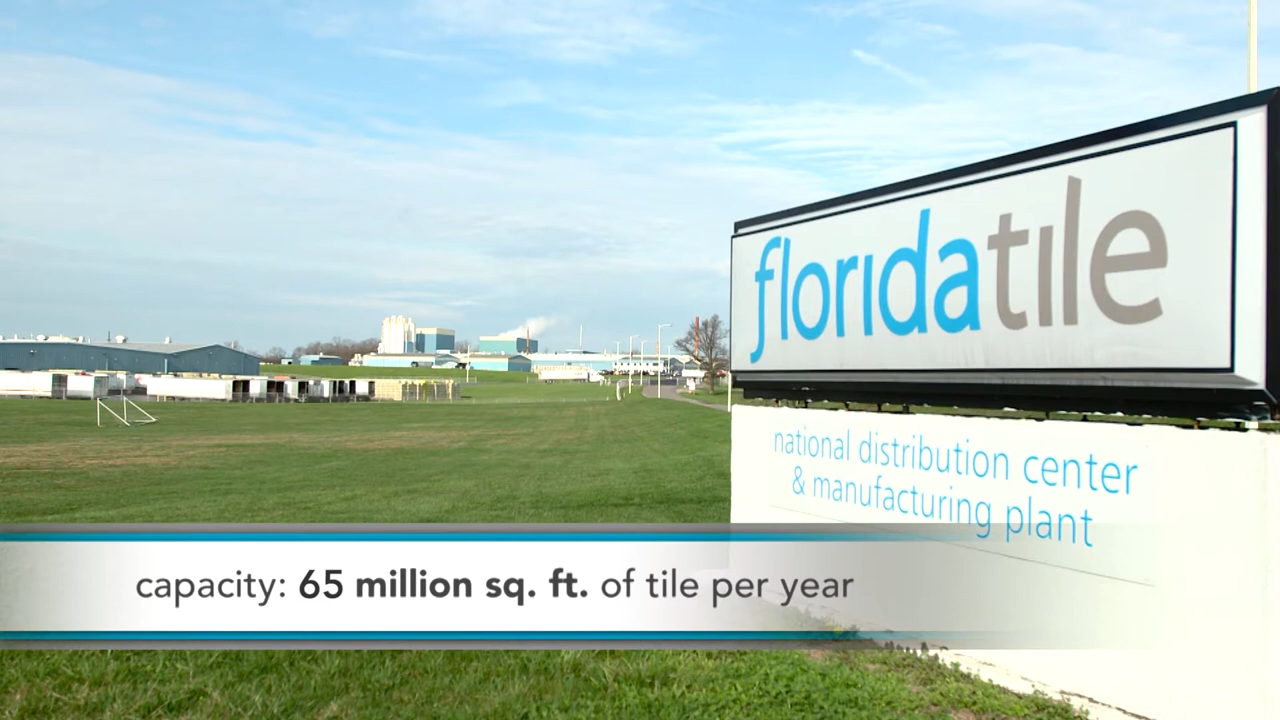 floridatile
national distribution center
& manufacturing plant
capacity: 65 million sq. ft. of tile per year